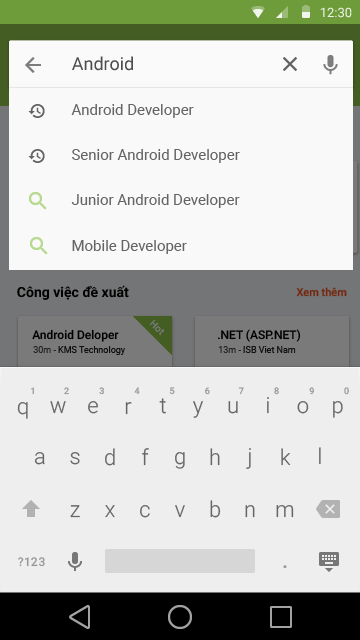 12:30
Android
Android Developer
Senior Android Developer
Junior Android Developer
Mobile Developer
Công việc đề xuất
Xem thêm
Android Deloper
30m - KMS Technology
Hot
.NET (ASP.NET)
13m - ISB Viet Nam
1 2 3 4 5 6 7 8 9 0
q w e r t y u i o p
a s d f g h j k l
z x c v b n m
?123 .